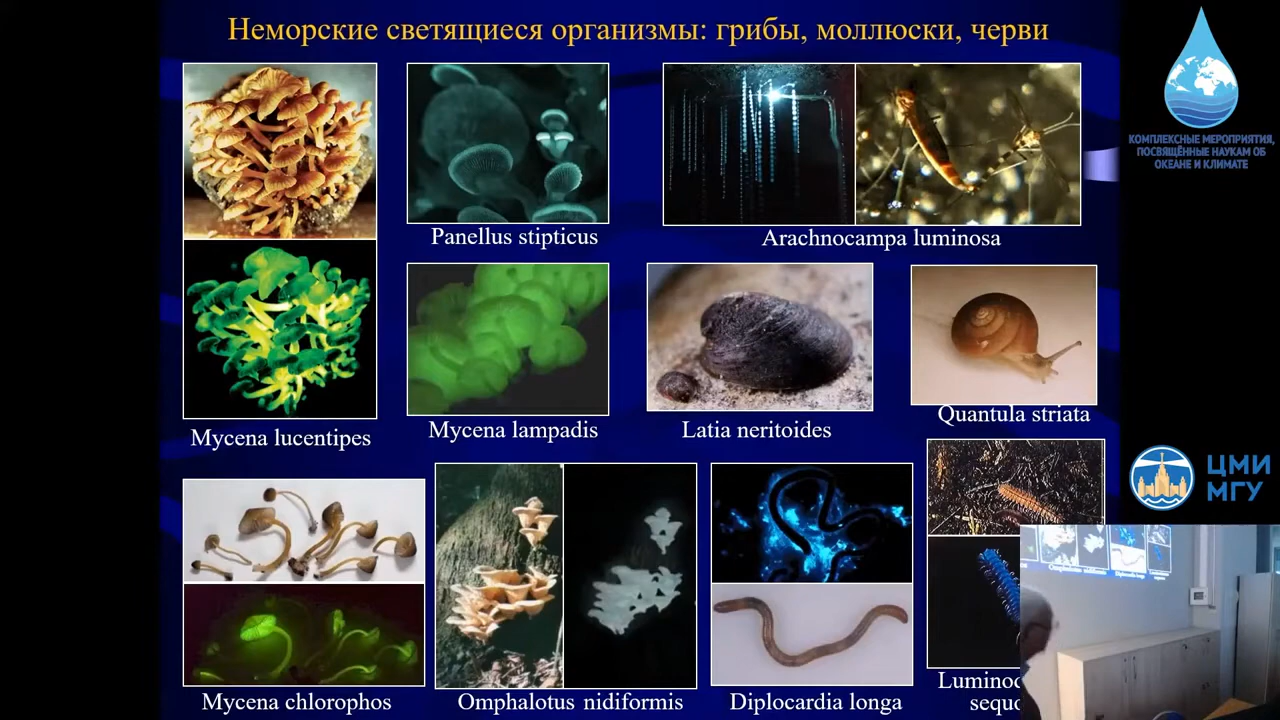 Неморские светящиеся организмы: грибы, моллюски, черви
КОМПЛЕКСНЫЕ МЕРОПРИЯТИЯ,
ПОСВЯЩЁННЫЕ НАУКАМ ОБ
ОКЕАНЕ И КЛИМАТЕ
Panellus stipticus
Arachnocampa luminosa
Mycena lucentipes
Mycena lampadis
Latia neritoides
Quantula striata
ЦМИ
МГУ
Mycena chlorophos
Omphalotus nidiformis
Diplocardia longa